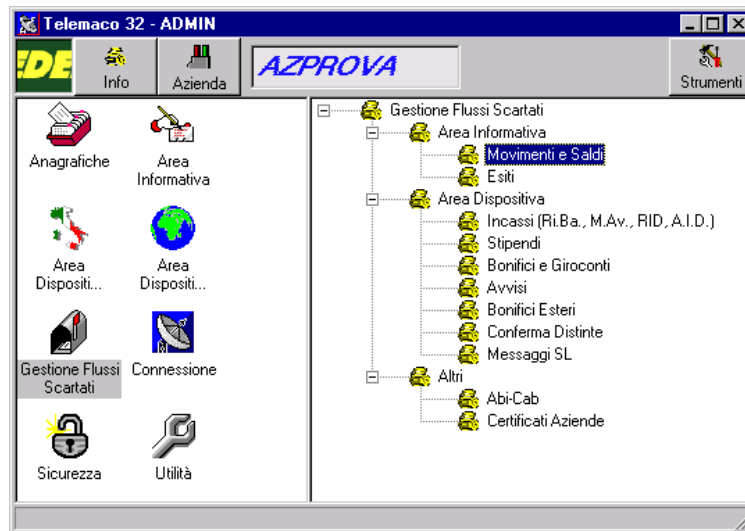 Telemaco 32 - ADMIN
EDE
Info
Azienda
AZPROVA
Strumenti
Anagrafiche
Area
Informativa
Area
Dispositi...
Area
Dispositi...
Gestione Flussi
Scartati
Connessione
Sicurezza
Utilità
Gestione Flussi Scartati
Area Informativa
Movimenti e Saldi
Esiti
Area Dispositiva
Incassi (Ri.Ba., M.Av., RID, A.I.D.)
Stipendi
Bonifici e Giroconti
Avvisi
Bonifici Esteri
Conferma Distinte
Messaggi SL
Altri
Abi-Cab
Certificati Aziende